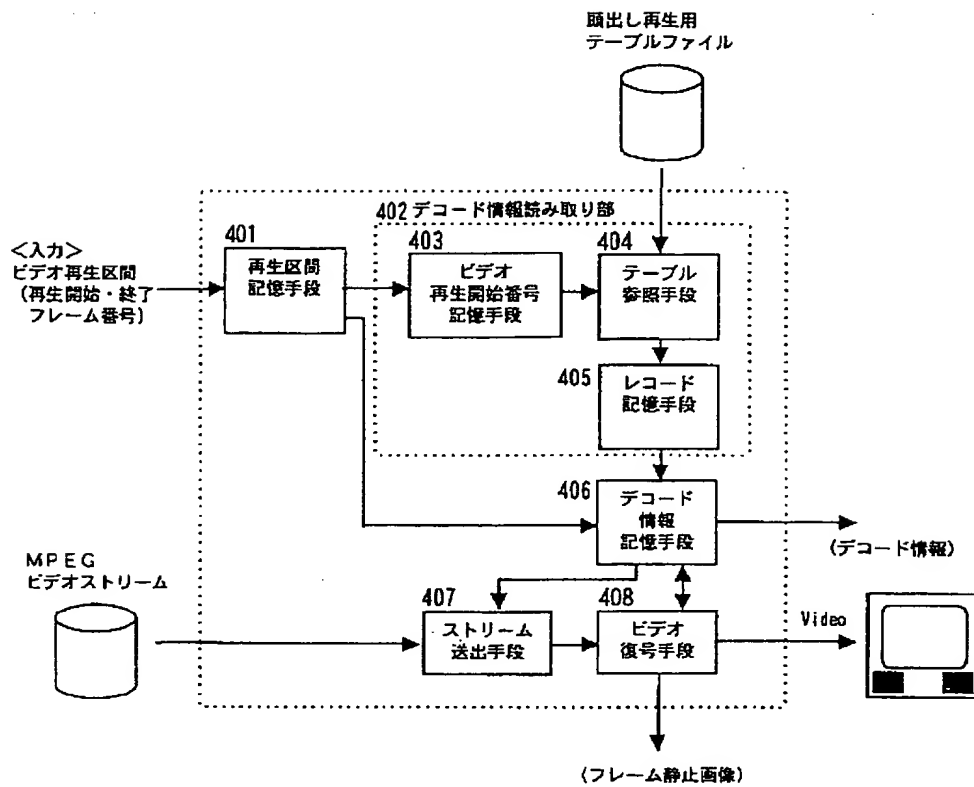 頭出し再生用
テーブルファイル
402 デコード情報読み取り部
401
403
404
<入力>
ビデオ再生区間
(再生開始・終了
フレーム番号)
再生区間
記憶手段
ビデオ
再生開始番号
記憶手段
テーブル
参照手段
405
レコード
記憶手段
406
デコード
情報
記憶手段
(デコード情報)
MPEG
ビデオストリーム
407
408
Video
ストリーム
送出手段
ビデオ
復号手段
(フレーム静止画像)